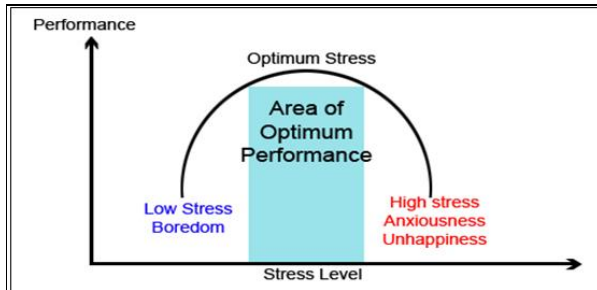 Performance
Optimum Stress
Area of
Optimum
Performance
Low Stress
Boredom
High stress
Anxiousness
Unhappiness
Stress Level